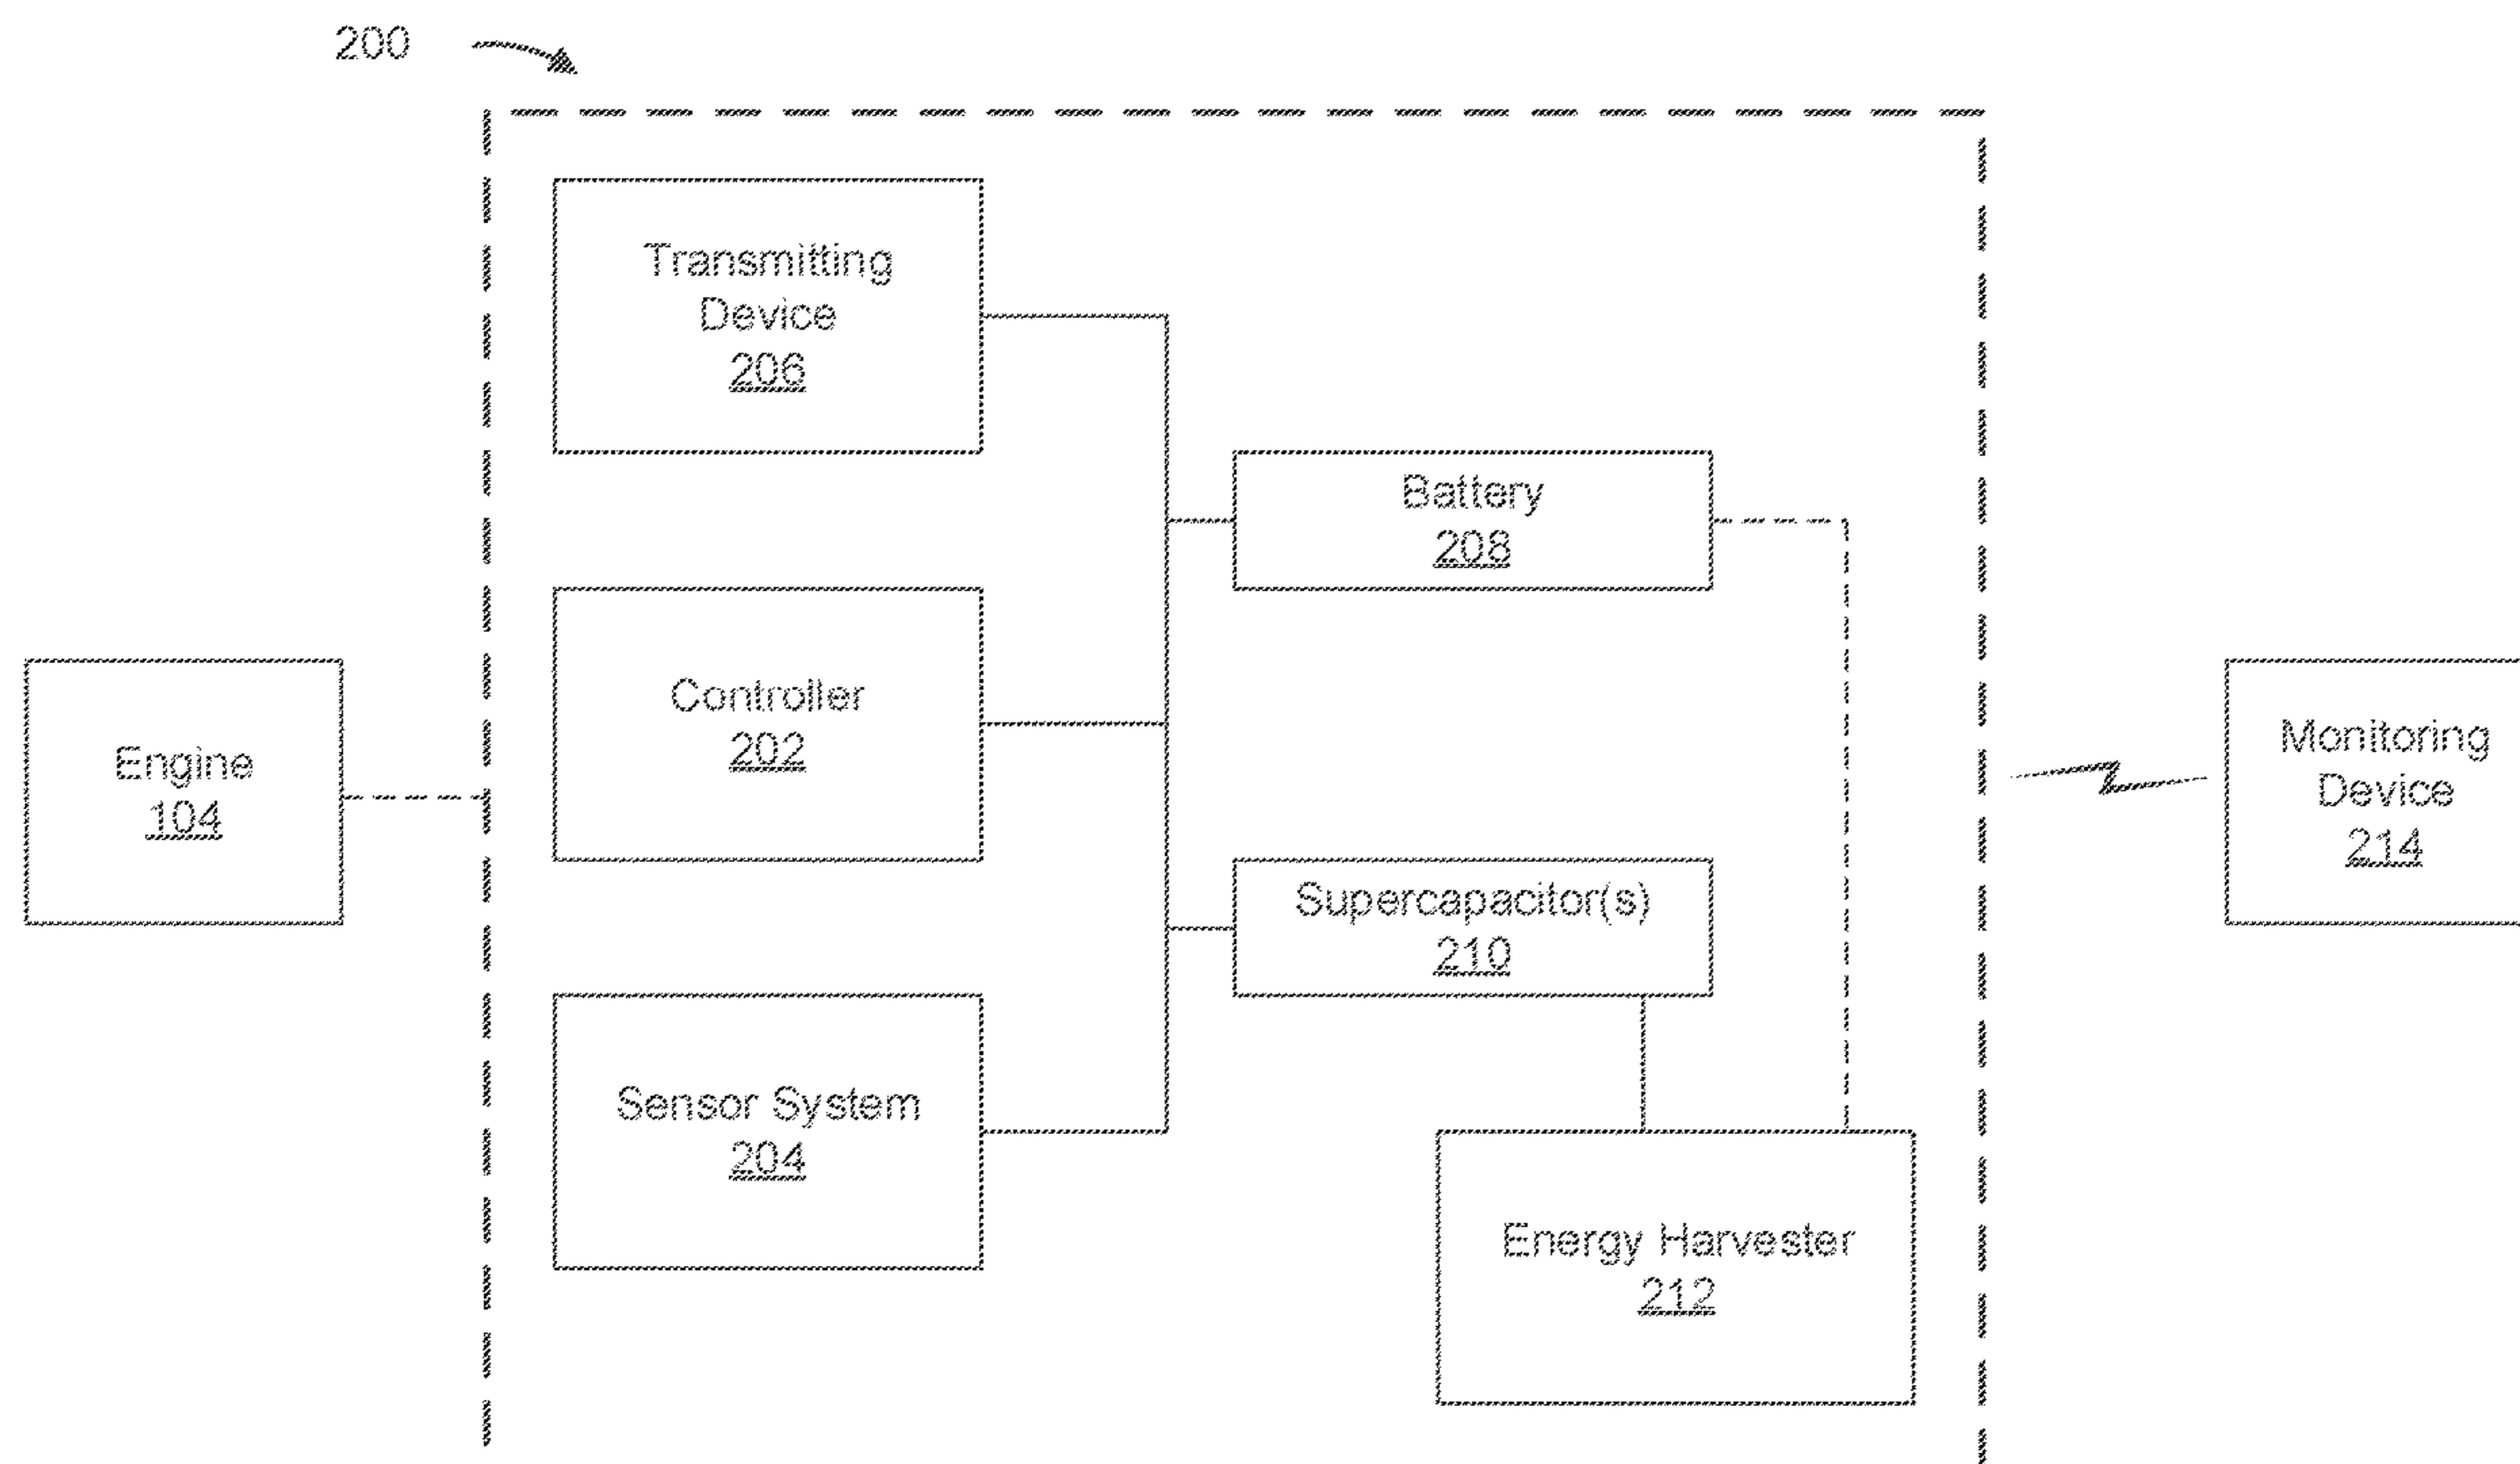 200
Transmitting
Device
206
Battery
208
Controller
202
Engine
104
Monitoring
Device
214
Supercapacitor(s)
210
Sensor System
204
Energy Harvester
212